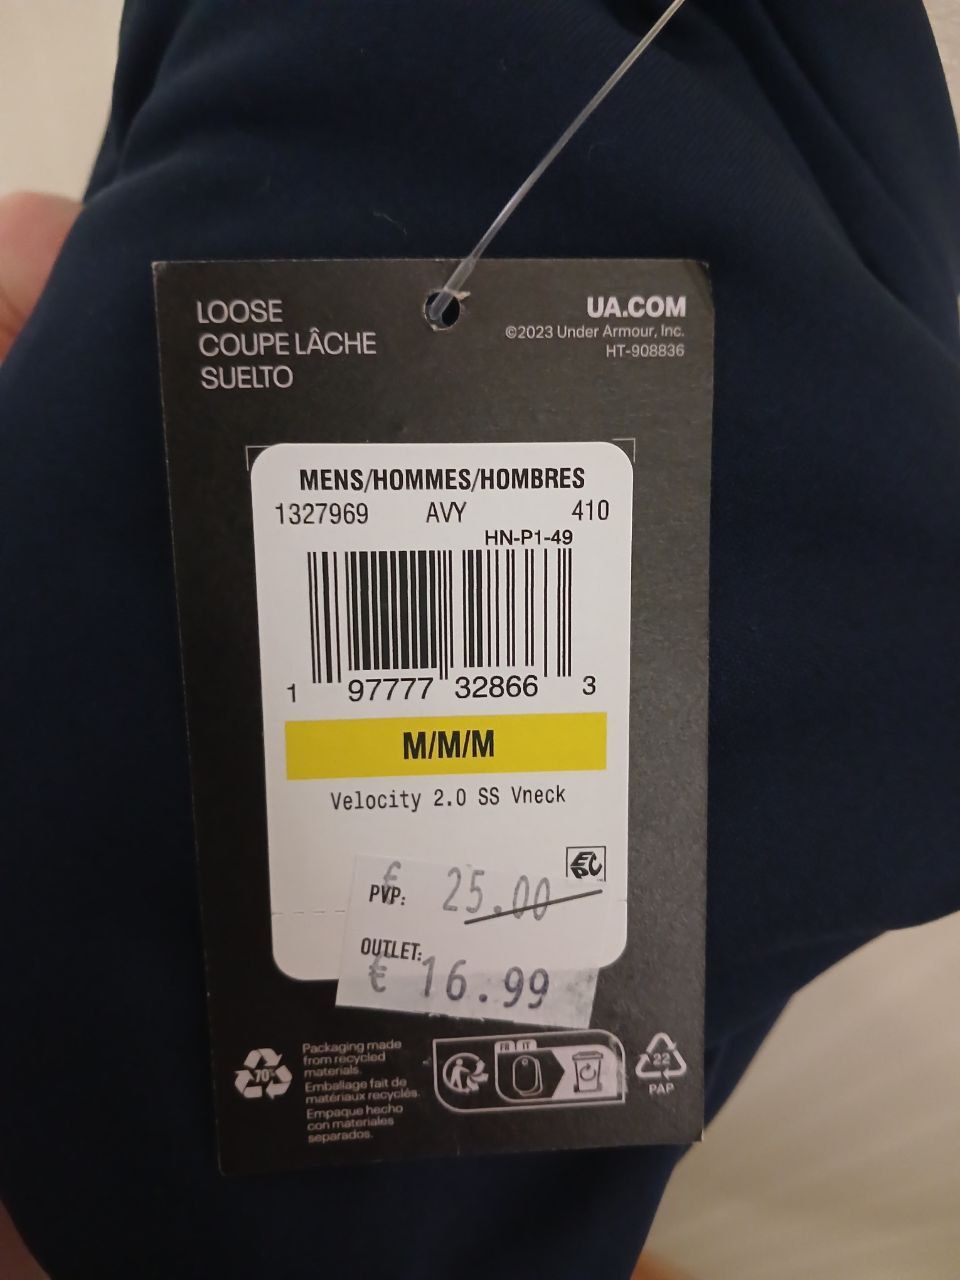 LOOSE
COUPE LÂCHE
SUELTO
UA.COM
©2023 Under Armour, Inc.
HT-908836
MENS/HOMMES/HOMBRES
1327969 AVY 410
HN-P1-49
1 97777 32866 3
M/M/M
Velocity 2.0 SS Vneck
EPC
PVP: € 25.00
OUTLET:
€ 16.99
70%
Packaging made
from recycled
materials.
Emballage fait de
matériaux recyclés.
Empaque hecho
con materiales
separados.
FR IT
22
PAP